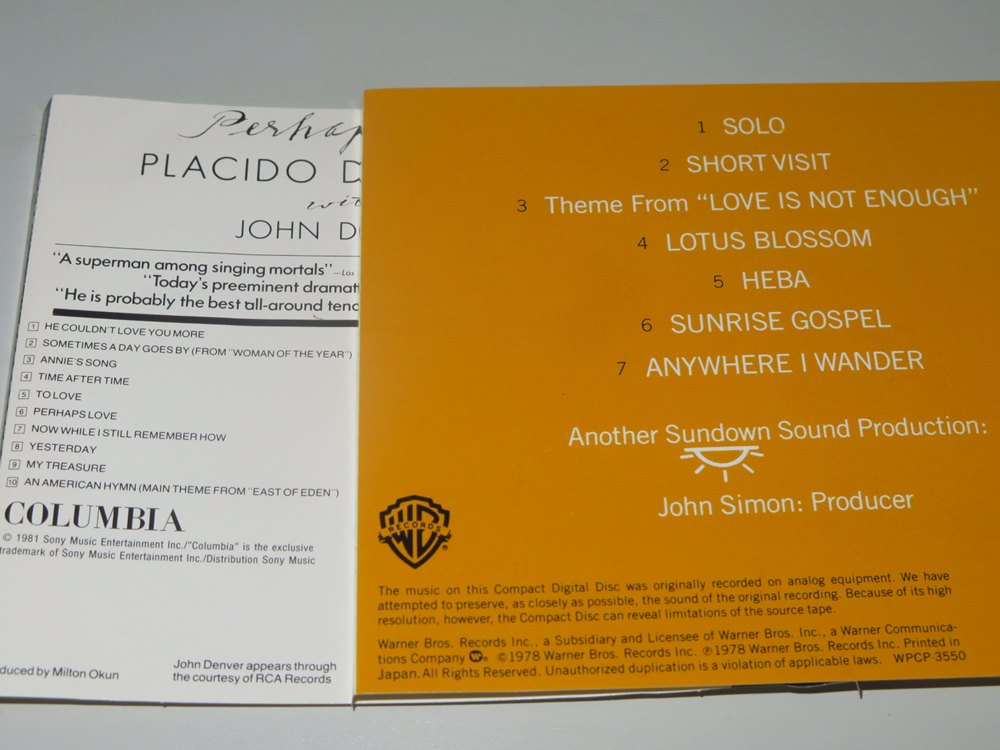 Perhap
PLACIDO D
wit
JOHN D
"A superman among singing mortals" —Los
"Today's preeminent dramat
"He is probably the best all-around teno
1 HE COULDN'T LOVE YOU MORE
2 SOMETIMES A DAY GOES BY (FROM "WOMAN OF THE YEAR")
3 ANNIE'S SONG
4 TIME AFTER TIME
5 TO LOVE
6 PERHAPS LOVE
7 NOW WHILE I STILL REMEMBER HOW
8 YESTERDAY
9 MY TREASURE
10 AN AMERICAN HYMN (MAIN THEME FROM "EAST OF EDEN")
COLUMBIA
© 1981 Sony Music Entertainment Inc./"Columbia" is the exclusive
trademark of Sony Music Entertainment Inc./Distribution Sony Music
duced by Milton Okun
John Denver appears through
the courtesy of RCA Records
1 SOLO
2 SHORT VISIT
3 Theme From "LOVE IS NOT ENOUGH"
4 LOTUS BLOSSOM
5 HEBA
6 SUNRISE GOSPEL
7 ANYWHERE I WANDER
Another Sundown Sound Production:
John Simon: Producer
WB RECORDS ®
The music on this Compact Digital Disc was originally recorded on analog equipment. We have
attempted to preserve, as closely as possible, the sound of the original recording. Because of its high
resolution, however, the Compact Disc can reveal limitations of the source tape.
Warner Bros. Records Inc., a Subsidiary and Licensee of Warner Bros. Inc., a Warner Communica-
tions Company ©1978 Warner Bros. Records Inc. ℗1978 Warner Bros. Records Inc. Printed in
Japan. All Rights Reserved. Unauthorized duplication is a violation of applicable laws. WPCP-3550